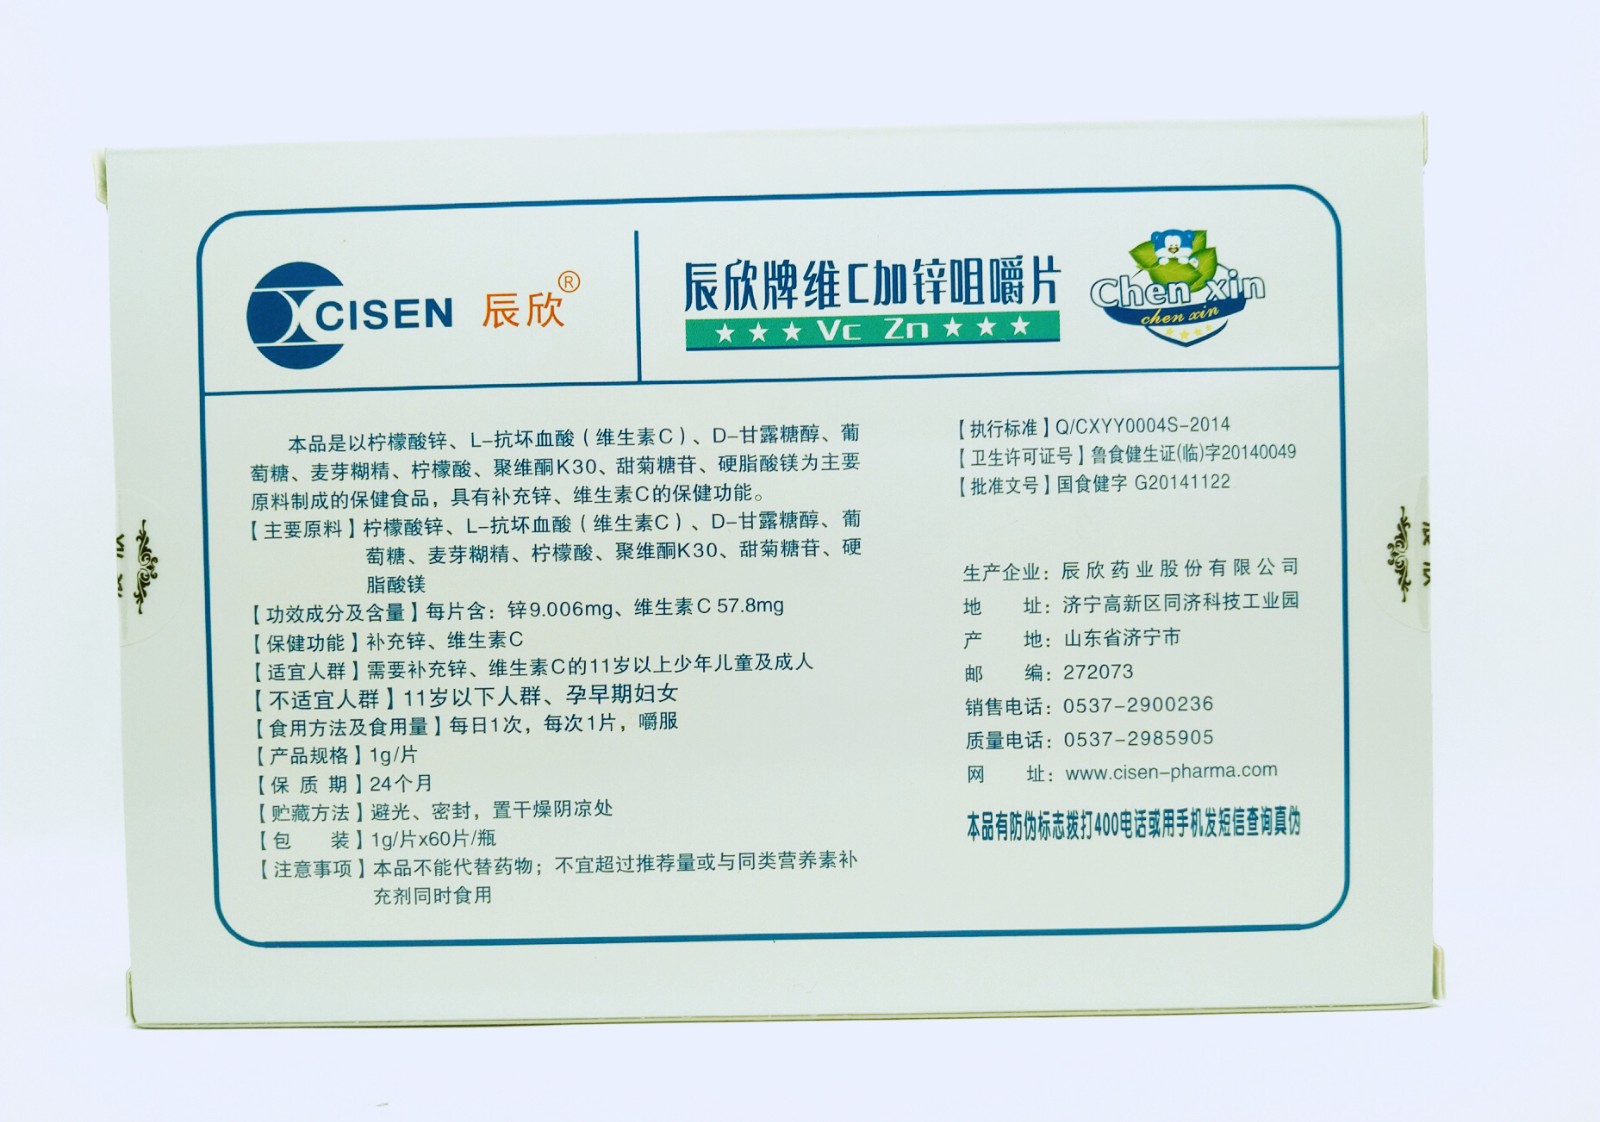 CISEN 辰欣®
辰欣牌维C加锌咀嚼片
★★★Vc Zn★★★
Chen xin
chen xin
本品是以柠檬酸锌、L-抗坏血酸（维生素C）、D-甘露糖醇、葡
萄糖、麦芽糊精、柠檬酸、聚维酮K30、甜菊糖苷、硬脂酸镁为主要
原料制成的保健食品，具有补充锌、维生素C的保健功能。
【主要原料】柠檬酸锌、L-抗坏血酸（维生素C）、D-甘露糖醇、葡
萄糖、麦芽糊精、柠檬酸、聚维酮K30、甜菊糖苷、硬
脂酸镁
【功效成分及含量】每片含：锌9.006mg、维生素C 57.8mg
【保健功能】补充锌、维生素C
【适宜人群】需要补充锌、维生素C的11岁以上少年儿童及成人
【不适宜人群】11岁以下人群、孕早期妇女
【食用方法及食用量】每日1次，每次1片，嚼服
【产品规格】1g/片
【保 质 期】24个月
【贮藏方法】避光、密封，置干燥阴凉处
【包 装】1g/片x60片/瓶
【注意事项】本品不能代替药物；不宜超过推荐量或与同类营养素补
充剂同时食用
【执行标准】Q/CXYY0004S-2014
【卫生许可证号】鲁食健生证(临)字20140049
【批准文号】国食健字 G20141122
生产企业：辰欣药业股份有限公司
地 址：济宁高新区同济科技工业园
产 地：山东省济宁市
邮 编：272073
销售电话：0537-2900236
质量电话：0537-2985905
网 址：www.cisen-pharma.com
本品有防伪标志拨打400电话或用手机发短信查询真伪